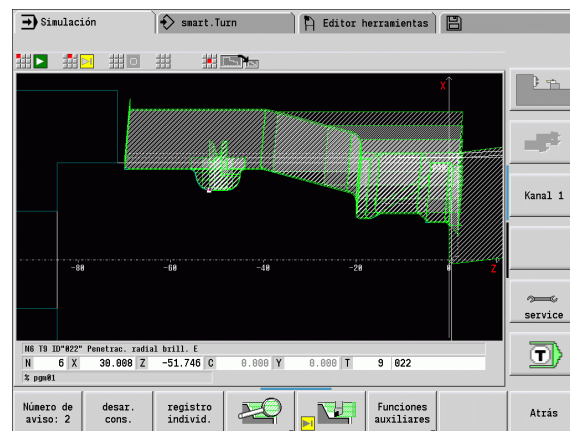 Simulación
smart.Turn
Editor herramientas
X
Kanal 1
-80 -60 -40 -20 0 Z
service
N6 T9 ID"022" Penetrac. radial brill. E
N 6 X 30.008 Z -51.746 C 0.000 Y 0.000 T 9 022
% pgm01
Número de aviso: 2
desar. cons.
registro individ.
Funciones auxiliares
T
Atrás